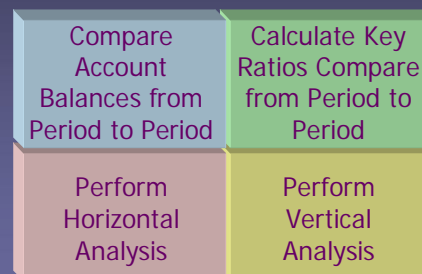 Compare
Account
Balances from
Period to Period
Calculate Key
Ratios Compare
from Period to
Period
Perform
Horizontal
Analysis
Perform
Vertical
Analysis